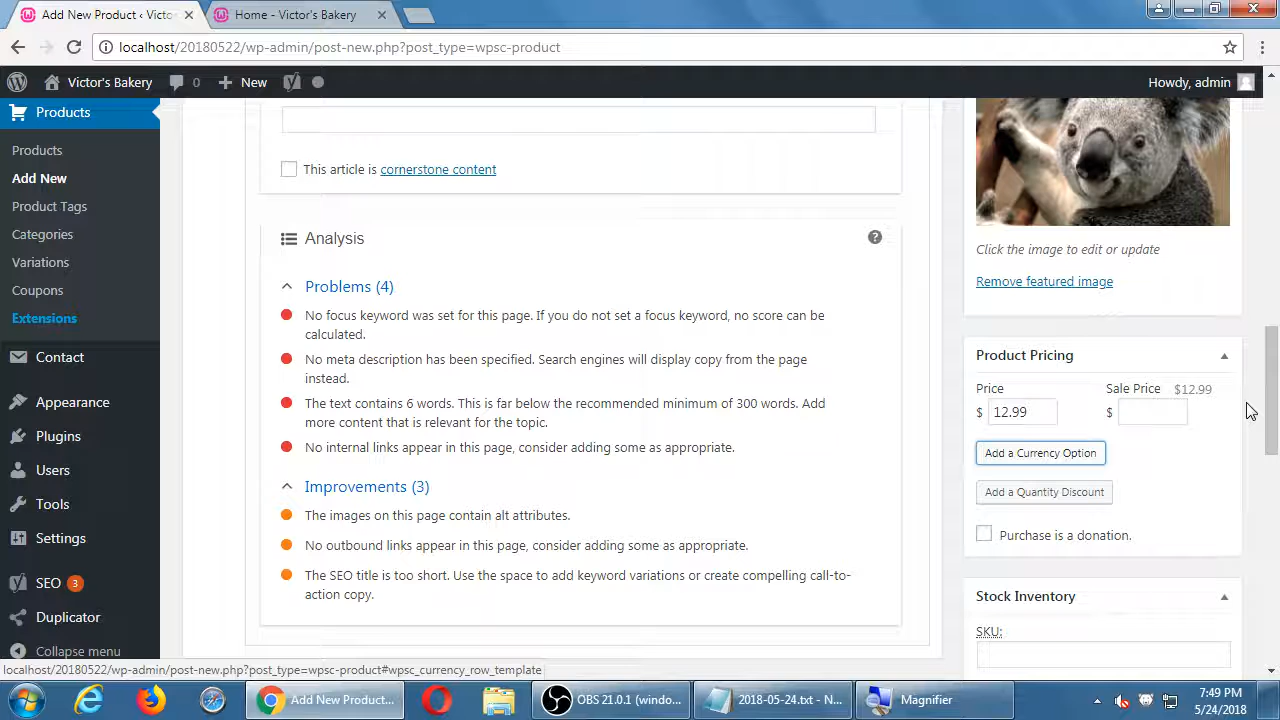 Add New Product ‹ Victo
Home - Victor's Bakery
localhost/20180522/wp-admin/post-new.php?post_type=wpsc-product
Victor's Bakery
0
New
Howdy, admin
Products
Products
Add New
Product Tags
Categories
Variations
Coupons
Extensions
Contact
Appearance
Plugins
Users
Tools
Settings
SEO 3
Duplicator
Collapse menu
This article is cornerstone content
Analysis
Problems (4)
No focus keyword was set for this page. If you do not set a focus keyword, no score can be
calculated.
No meta description has been specified. Search engines will display copy from the page
instead.
The text contains 6 words. This is far below the recommended minimum of 300 words. Add
more content that is relevant for the topic.
No internal links appear in this page, consider adding some as appropriate.
Improvements (3)
The images on this page contain alt attributes.
No outbound links appear in this page, consider adding some as appropriate.
The SEO title is too short. Use the space to add keyword variations or create compelling call-to-
action copy.
Click the image to edit or update
Remove featured image
Product Pricing
Price
Sale Price $12.99
$ 12.99
$
Add a Currency Option
Add a Quantity Discount
Purchase is a donation.
Stock Inventory
SKU:
localhost/20180522/wp-admin/post-new.php?post_type=wpsc-product#wpsc_currency_row_template
Add New Product...
OBS 21.0.1 (windo...
2018-05-24.txt - N...
Magnifier
7:49 PM
5/24/2018